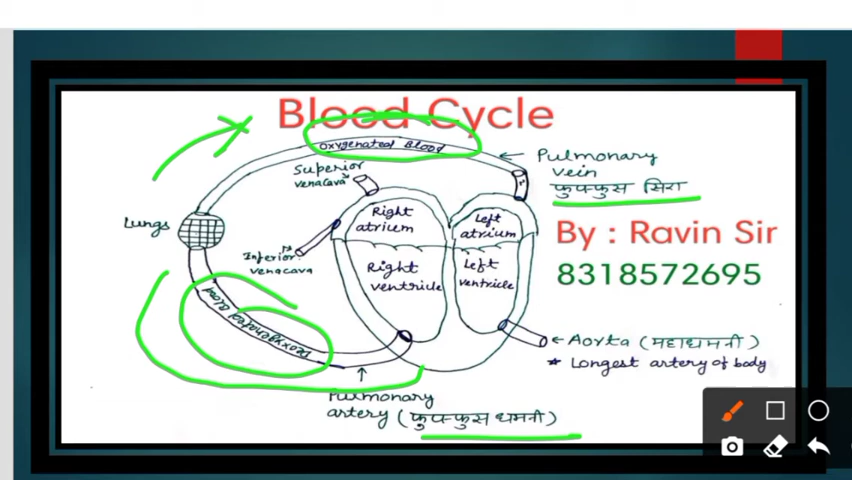 Blood Cycle
Oxygenated Blood
Pulmonary
vein
फुफ्फुस सिरा
Superior
venacava
Lungs
Right
atrium
Left
atrium
By : Ravin Sir
8318572695
Inferior
venacava
Right
ventricle
Left
ventricle
Deoxygenated Blood
Aorta (महाधमनी)
* Longest artery of body
Pulmonary
artery (फुफ्फुस धमनी)